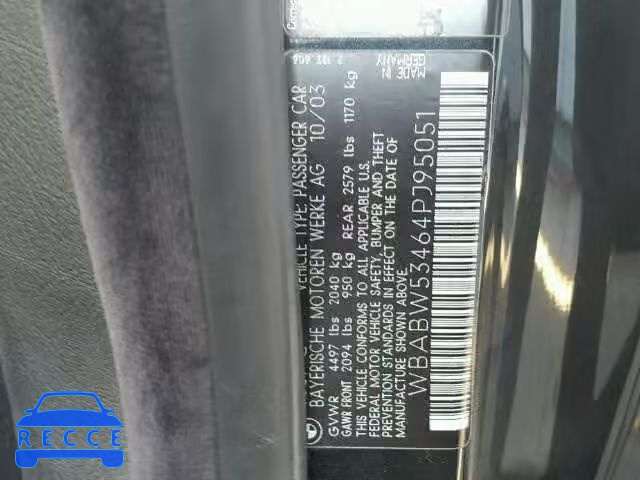 VEHICLE TYPE: PASSENGER CAR
BAYERISCHE MOTOREN WERKE AG 10/03
GVWR 4497 lbs 2040 kg
GAWR FRONT 2094 lbs 950 kg REAR 2579 lbs 1170 kg
THIS VEHICLE CONFORMS TO ALL APPLICABLE U.S.
FEDERAL MOTOR VEHICLE SAFETY, BUMPER AND THEFT
PREVENTION STANDARDS IN EFFECT ON THE DATE OF
MANUFACTURE SHOWN ABOVE.
WBABW53464PJ95051
MADE IN
GERMANY
RECCE